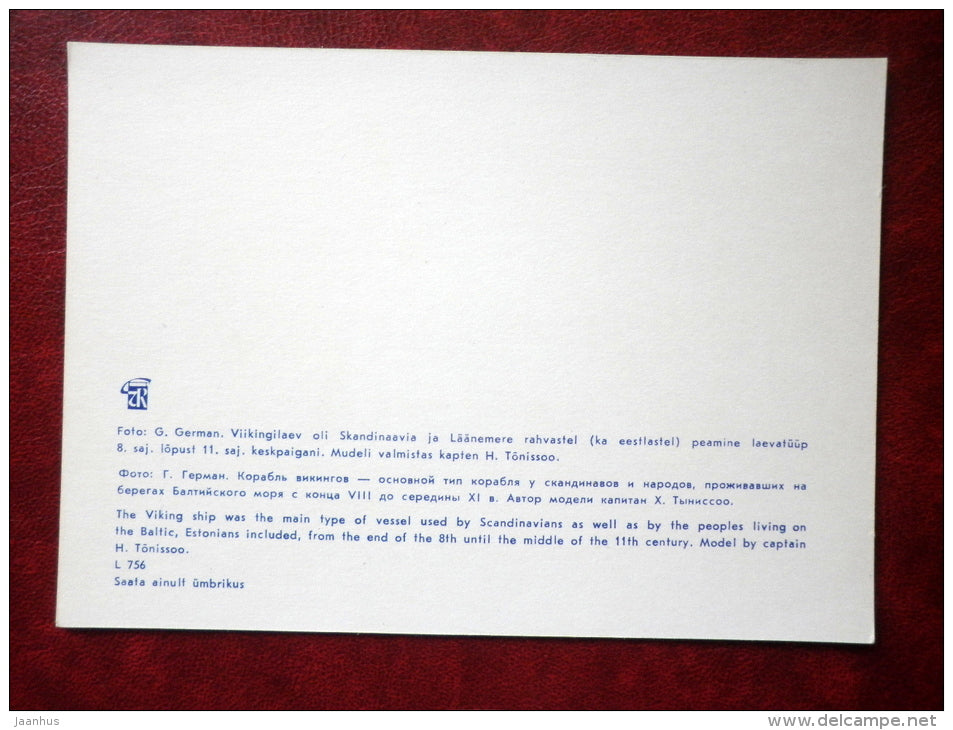 Foto: G. German. Viikingilaev oli Skandinaavia ja Läänemere rahvastel (ka eestlastel) peamine laevatüüp
8. saj. lõpust 11. saj. keskpaigani. Mudeli valmistas kapten H. Tõnissoo.
Фото: Г. Герман. Корабль викингов — основной тип корабля у скандинавов и народов, проживавших на
берегах Балтийского моря с конца VIII до середины XI в. Автор модели капитан Х. Тыниссоо.
The Viking ship was the main type of vessel used by Scandinavians as well as by the peoples living on
the Baltic, Estonians included, from the end of the 8th until the middle of the 11th century. Model by captain
H. Tõnissoo.
L 756
Saata ainult ümbrikus
Jaanhus
www.delcampe.net